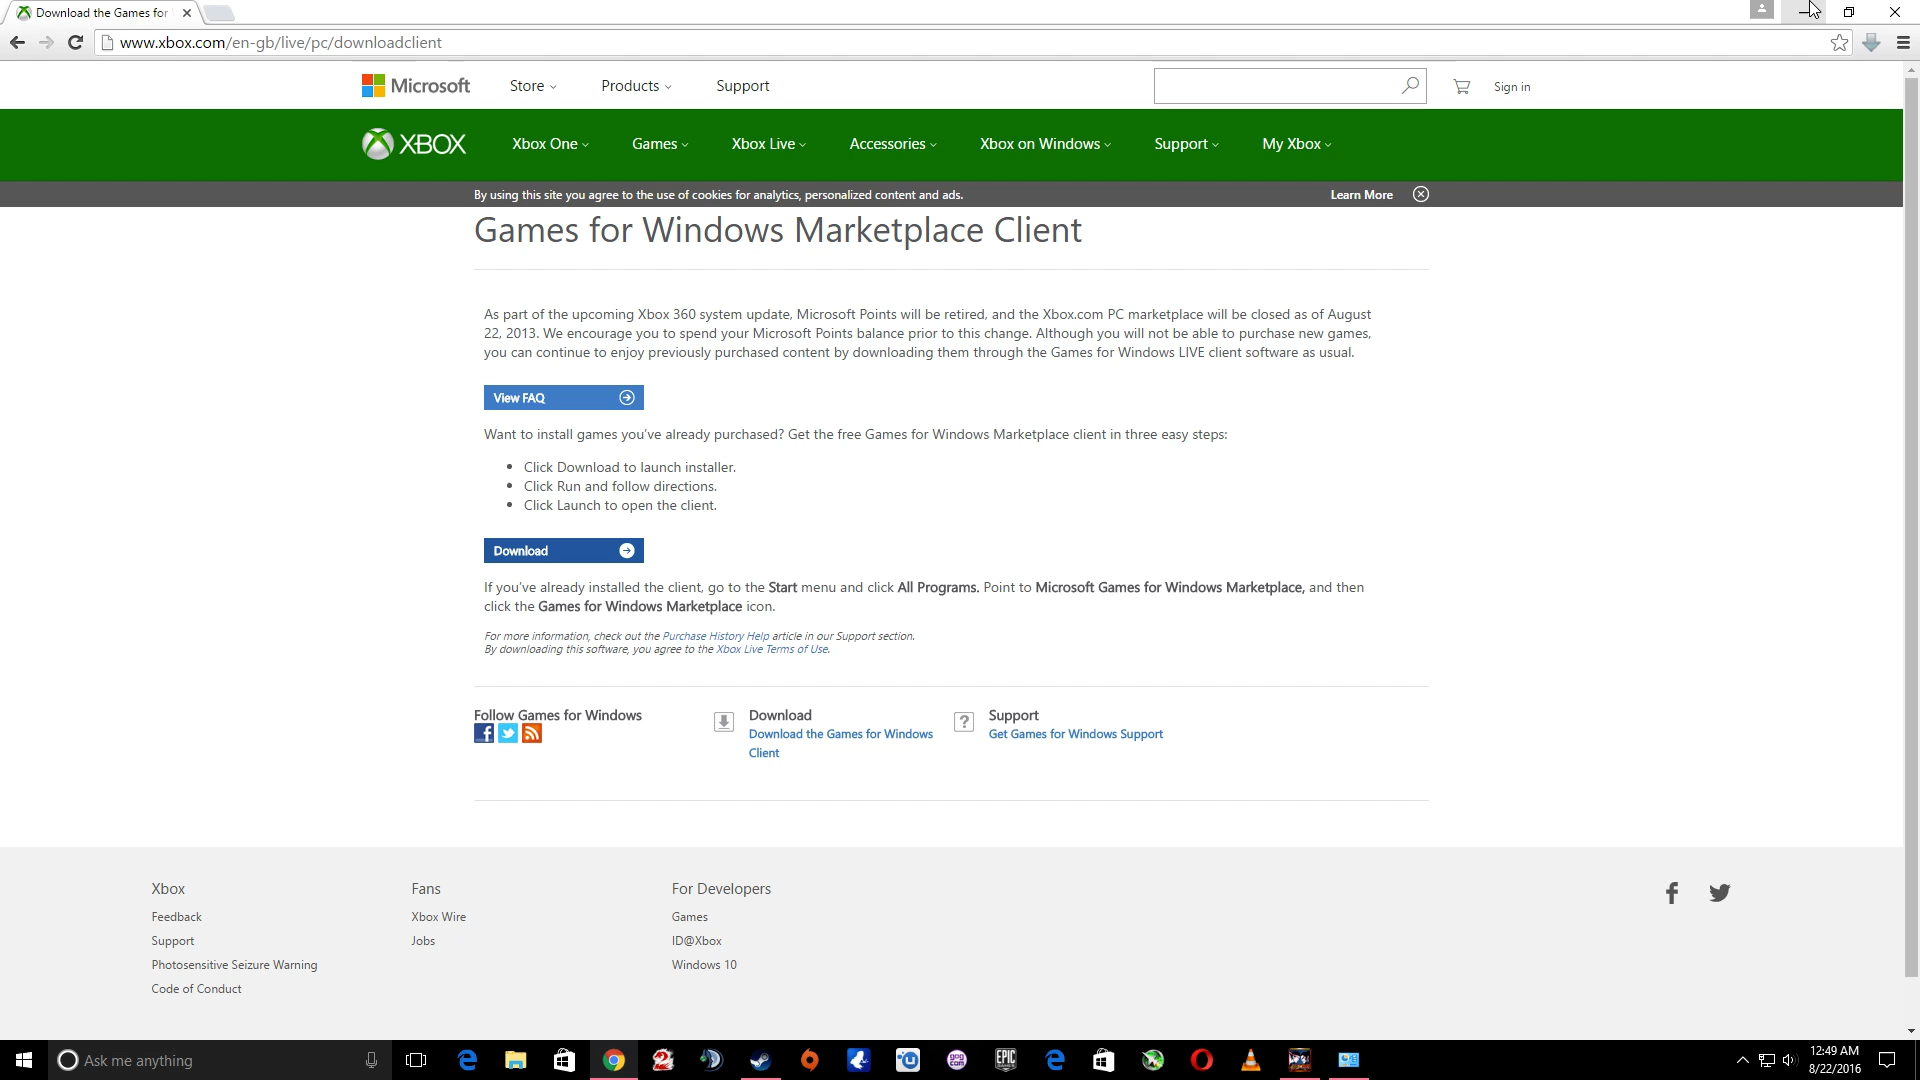 Download the Games for
www.xbox.com/en-gb/live/pc/downloadclient
Microsoft Store Products Support Sign in
XBOX Xbox One Games Xbox Live Accessories Xbox on Windows Support My Xbox
By using this site you agree to the use of cookies for analytics, personalized content and ads. Learn More
Games for Windows Marketplace Client
As part of the upcoming Xbox 360 system update, Microsoft Points will be retired, and the Xbox.com PC marketplace will be closed as of August
22, 2013. We encourage you to spend your Microsoft Points balance prior to this change. Although you will not be able to purchase new games,
you can continue to enjoy previously purchased content by downloading them through the Games for Windows LIVE client software as usual.
View FAQ
Want to install games you've already purchased? Get the free Games for Windows Marketplace client in three easy steps:
• Click Download to launch installer.
• Click Run and follow directions.
• Click Launch to open the client.
Download
If you've already installed the client, go to the Start menu and click All Programs. Point to Microsoft Games for Windows Marketplace, and then
click the Games for Windows Marketplace icon.
For more information, check out the Purchase History Help article in our Support section.
By downloading this software, you agree to the Xbox Live Terms of Use.
Follow Games for Windows
Download
Download the Games for Windows
Client
Support
Get Games for Windows Support
Xbox
Feedback
Support
Photosensitive Seizure Warning
Code of Conduct
Fans
Xbox Wire
Jobs
For Developers
Games
ID@Xbox
Windows 10
Ask me anything
gog
com
EPIC
GAMES
12:49 AM
8/22/2016